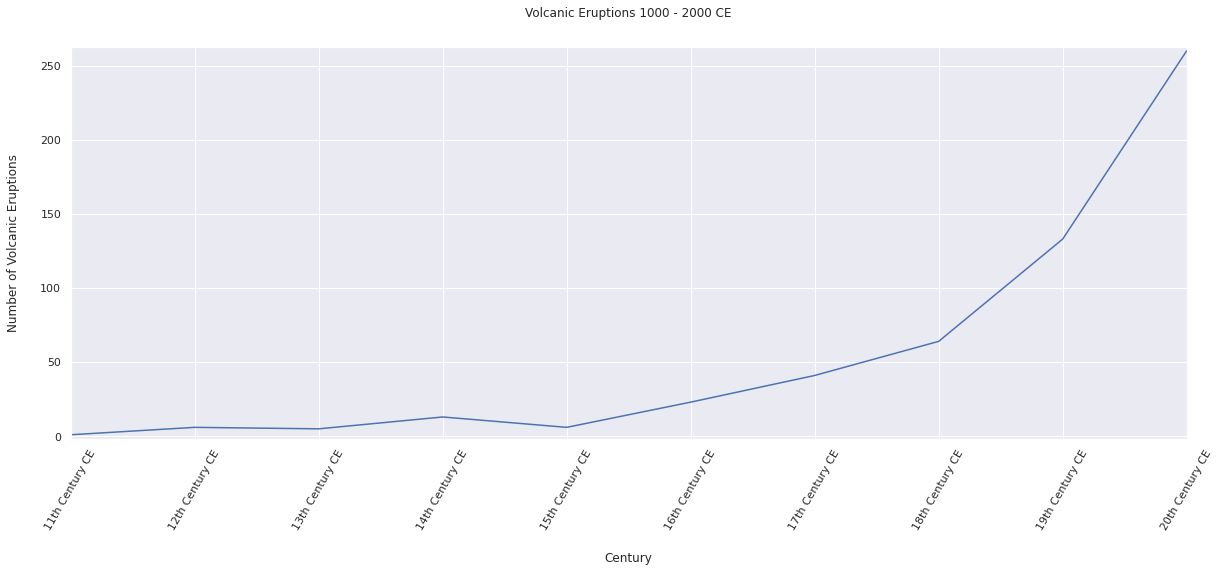 Volcanic Eruptions 1000 - 2000 CE
Number of Volcanic Eruptions
250
200
150
100
50
0
11th Century CE
12th Century CE
13th Century CE
14th Century CE
15th Century CE
16th Century CE
17th Century CE
18th Century CE
19th Century CE
20th Century CE
Century